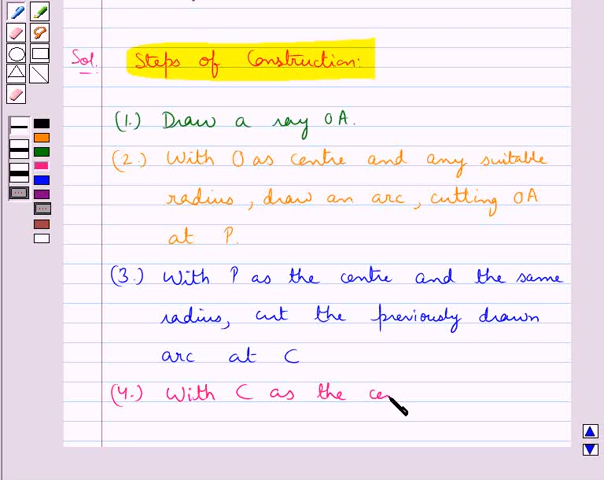 Sol. Steps of Construction:
(1.) Draw a ray OA.
(2.) With O as centre and any suitable
radius, draw an arc, cutting OA
at P.
(3.) With P as the centre and the same
radius, cut the previously drawn
arc at C
(4.) With C as the ce